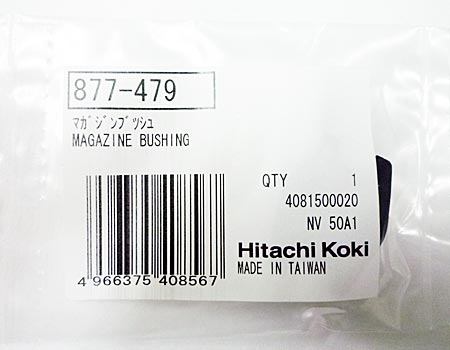 877-479
ﾏｶﾞｼﾞﾝﾌﾞｯｼｭ
MAGAZINE BUSHING
QTY 1
4081500020
NV 50A1
Hitachi Koki
MADE IN TAIWAN
4 966375 408567